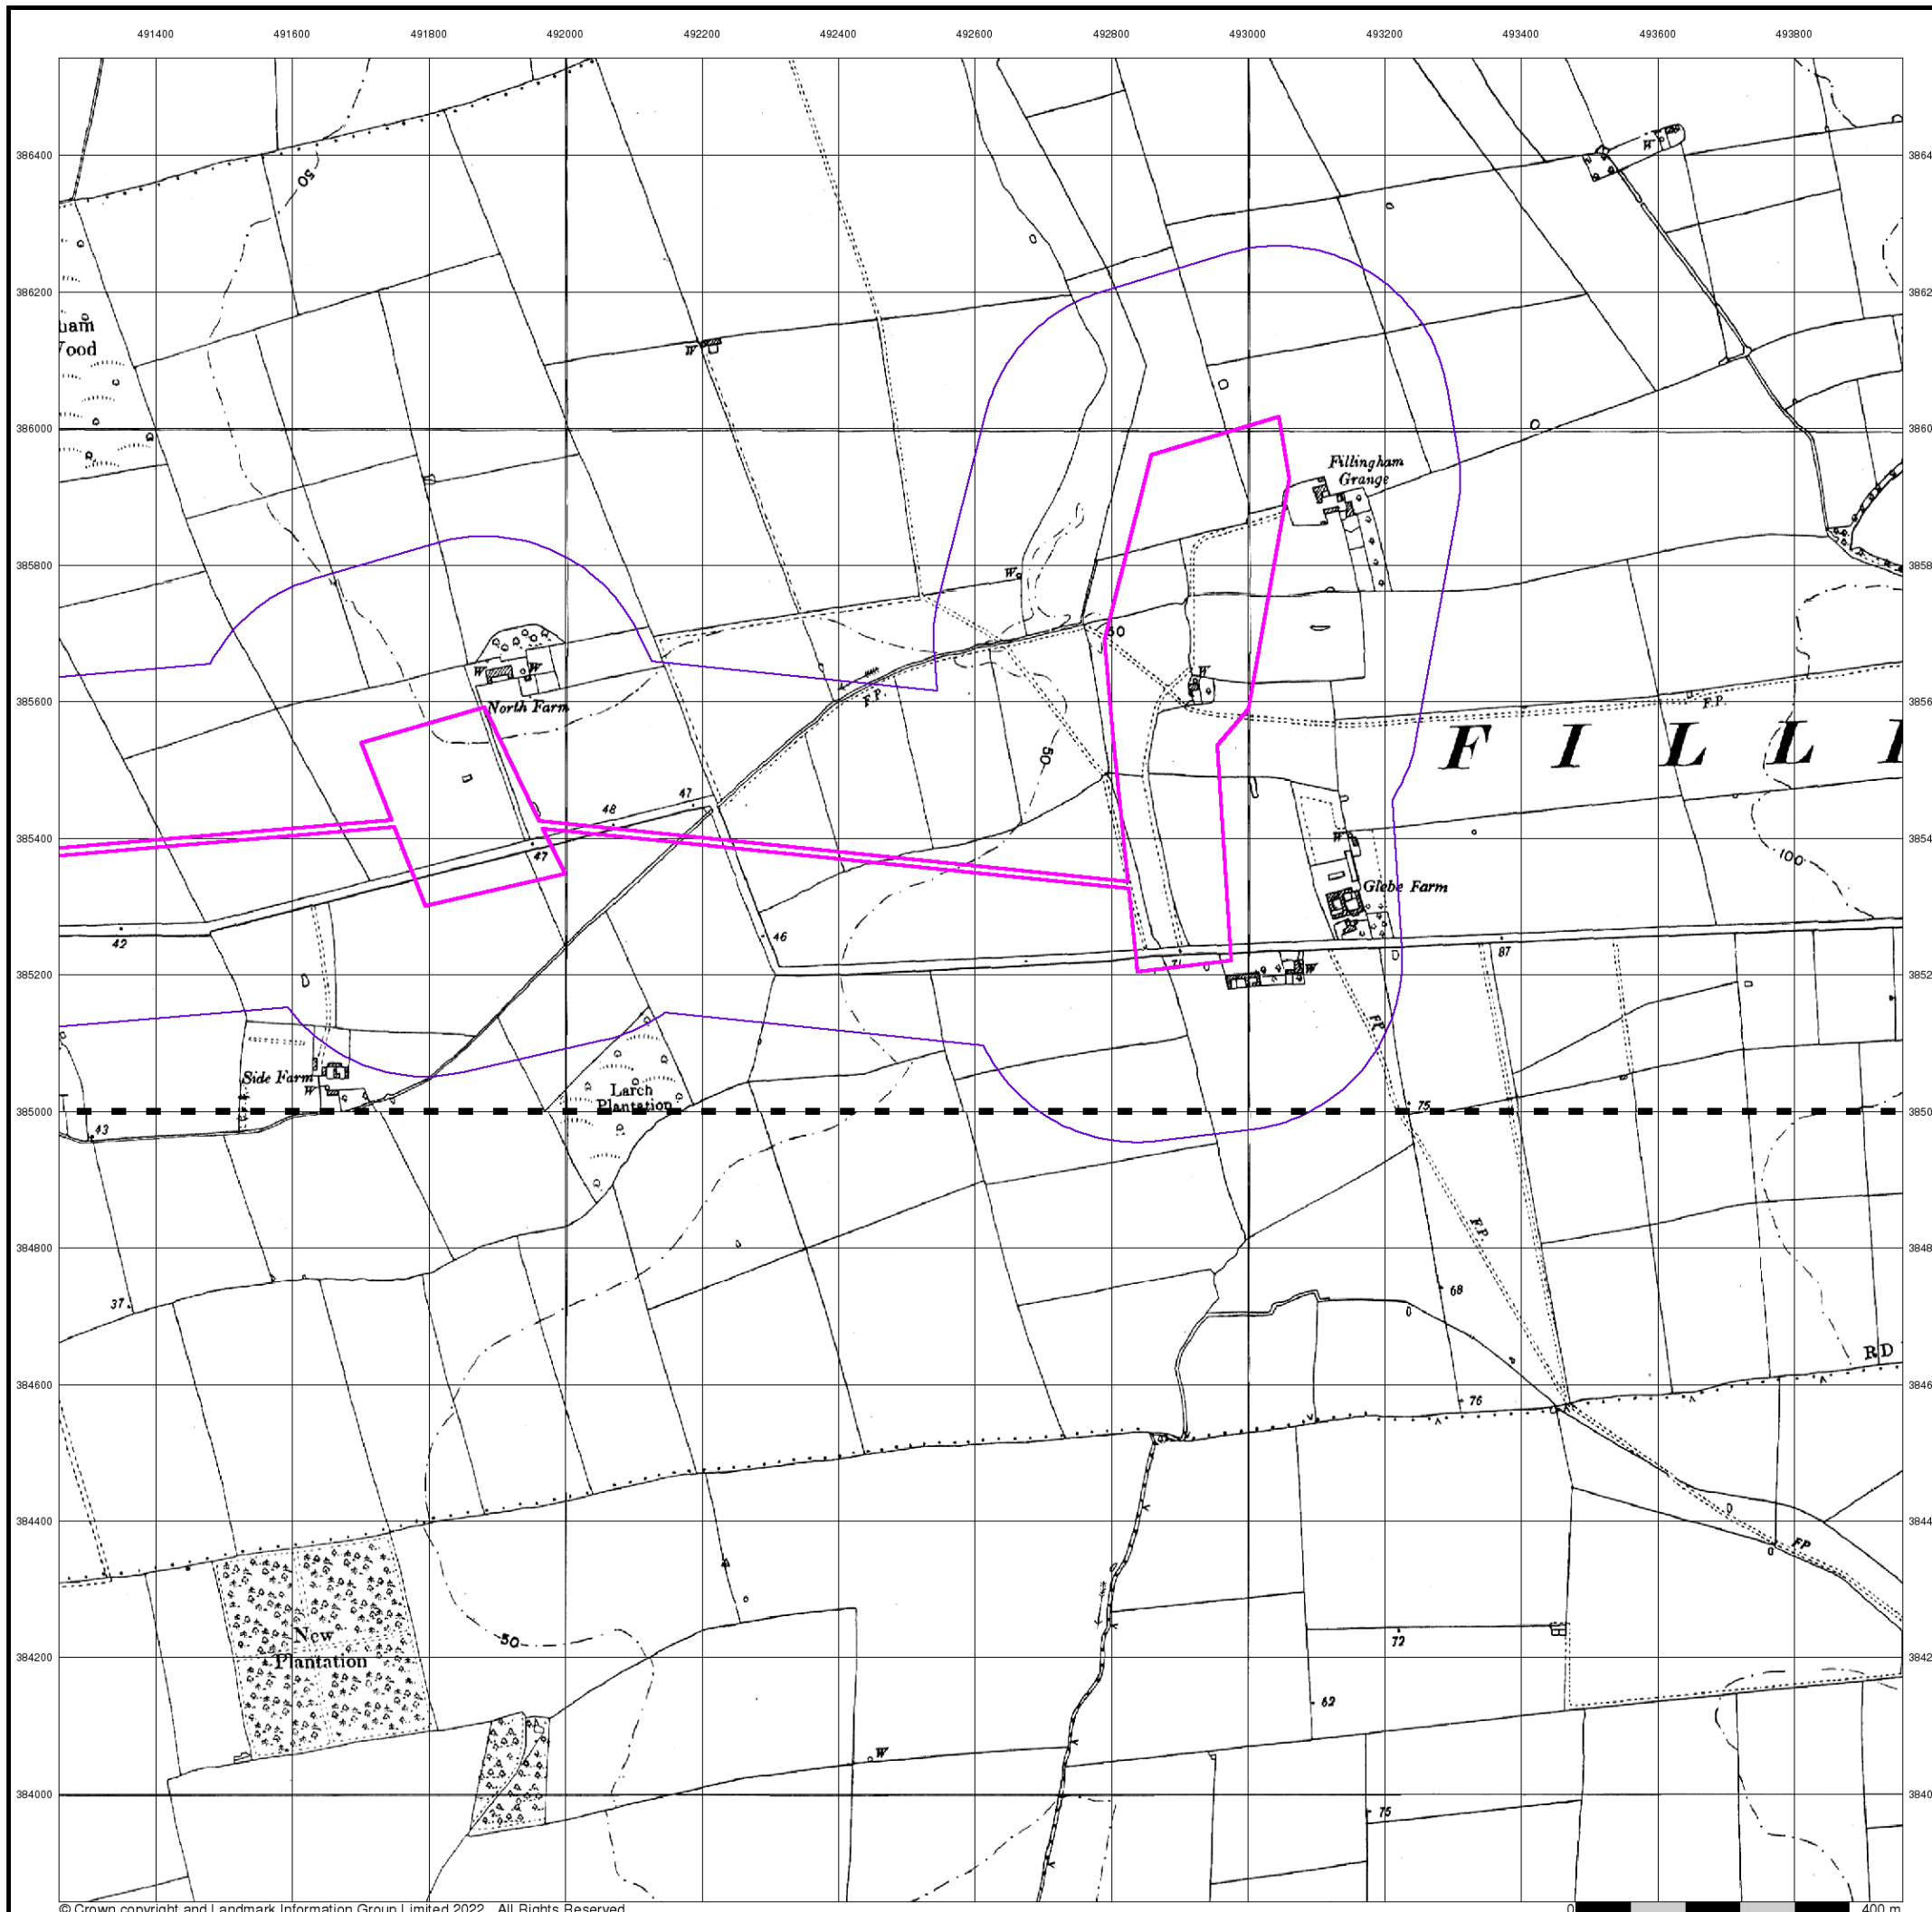 491400 491600 491800 492000 492200 492400 492600 492800 493000 493200 493400 493600 493800
386400
386200
386000
385800
385600
385400
385200
385000
384800
384600
384400
384200
384000
50
W
W
Fillingham
Grange
W
50
W
W
W
North Farm
F.P.
F.P.
50
F I L L
48
47
47
W
100
Glebe Farm
42
46
71
87
W
F.P.
Side Farm
W
Larch
Plantation
75
43
F.P.
37
68
RD
76
F.P.
New
Plantation
50
72
62
W
75
© Crown copyright and Landmark Information Group Limited 2022. All Rights Reserved.
0 400 m